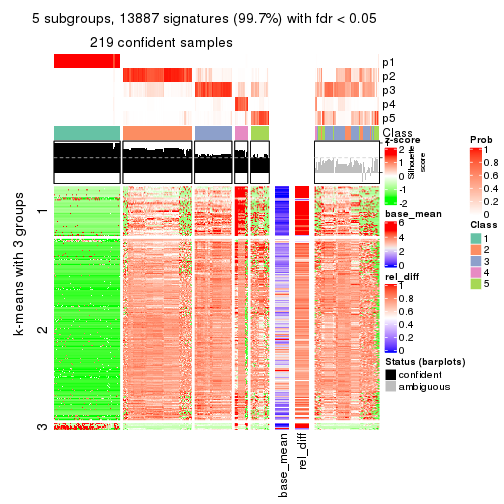 5 subgroups, 13887 signatures (99.7%) with fdr < 0.05
219 confident samples
p1
p2
p3
p4
p5
Class
Silhouette
score
k-means with 3 groups
1
2
3
base_mean
rel_diff
z-score
2
1
0
-1
-2
base_mean
6
4
2
0
rel_diff
1
0.8
0.6
0.4
0.2
0
Status (barplots)
confident
ambiguous
Prob
1
0.8
0.6
0.4
0.2
0
Class
1
2
3
4
5